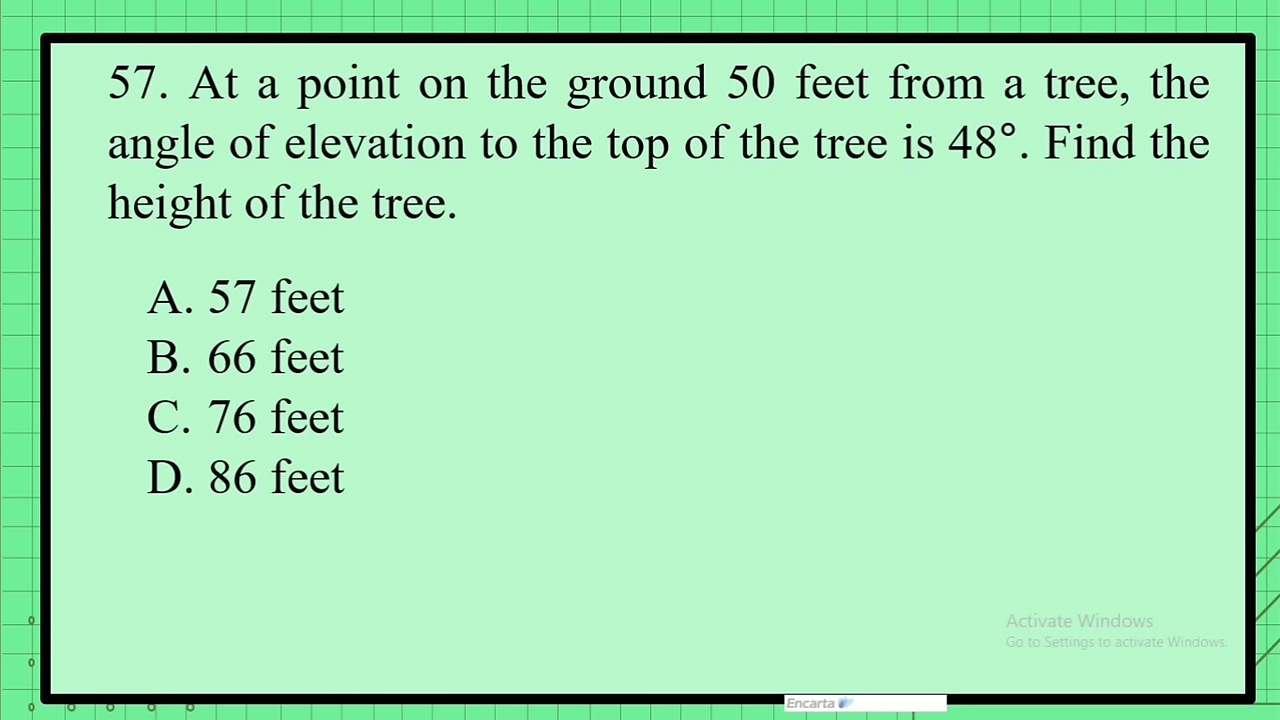 57. At a point on the ground 50 feet from a tree, the
angle of elevation to the top of the tree is 48°. Find the
height of the tree.
A. 57 feet
B. 66 feet
C. 76 feet
D. 86 feet
Activate Windows
Go to Settings to activate Windows.
Encarta